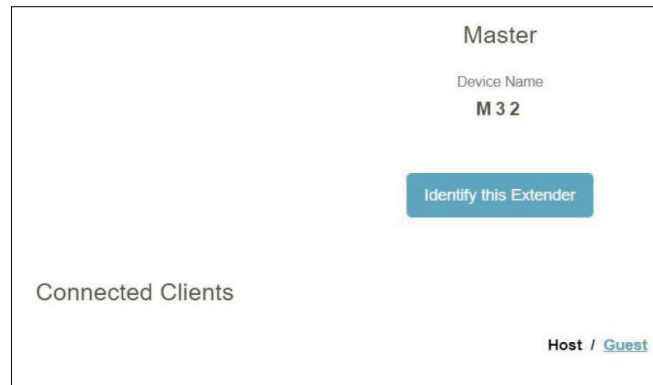 Master
Device Name
M 3 2
Identify this Extender
Connected Clients
Host / Guest